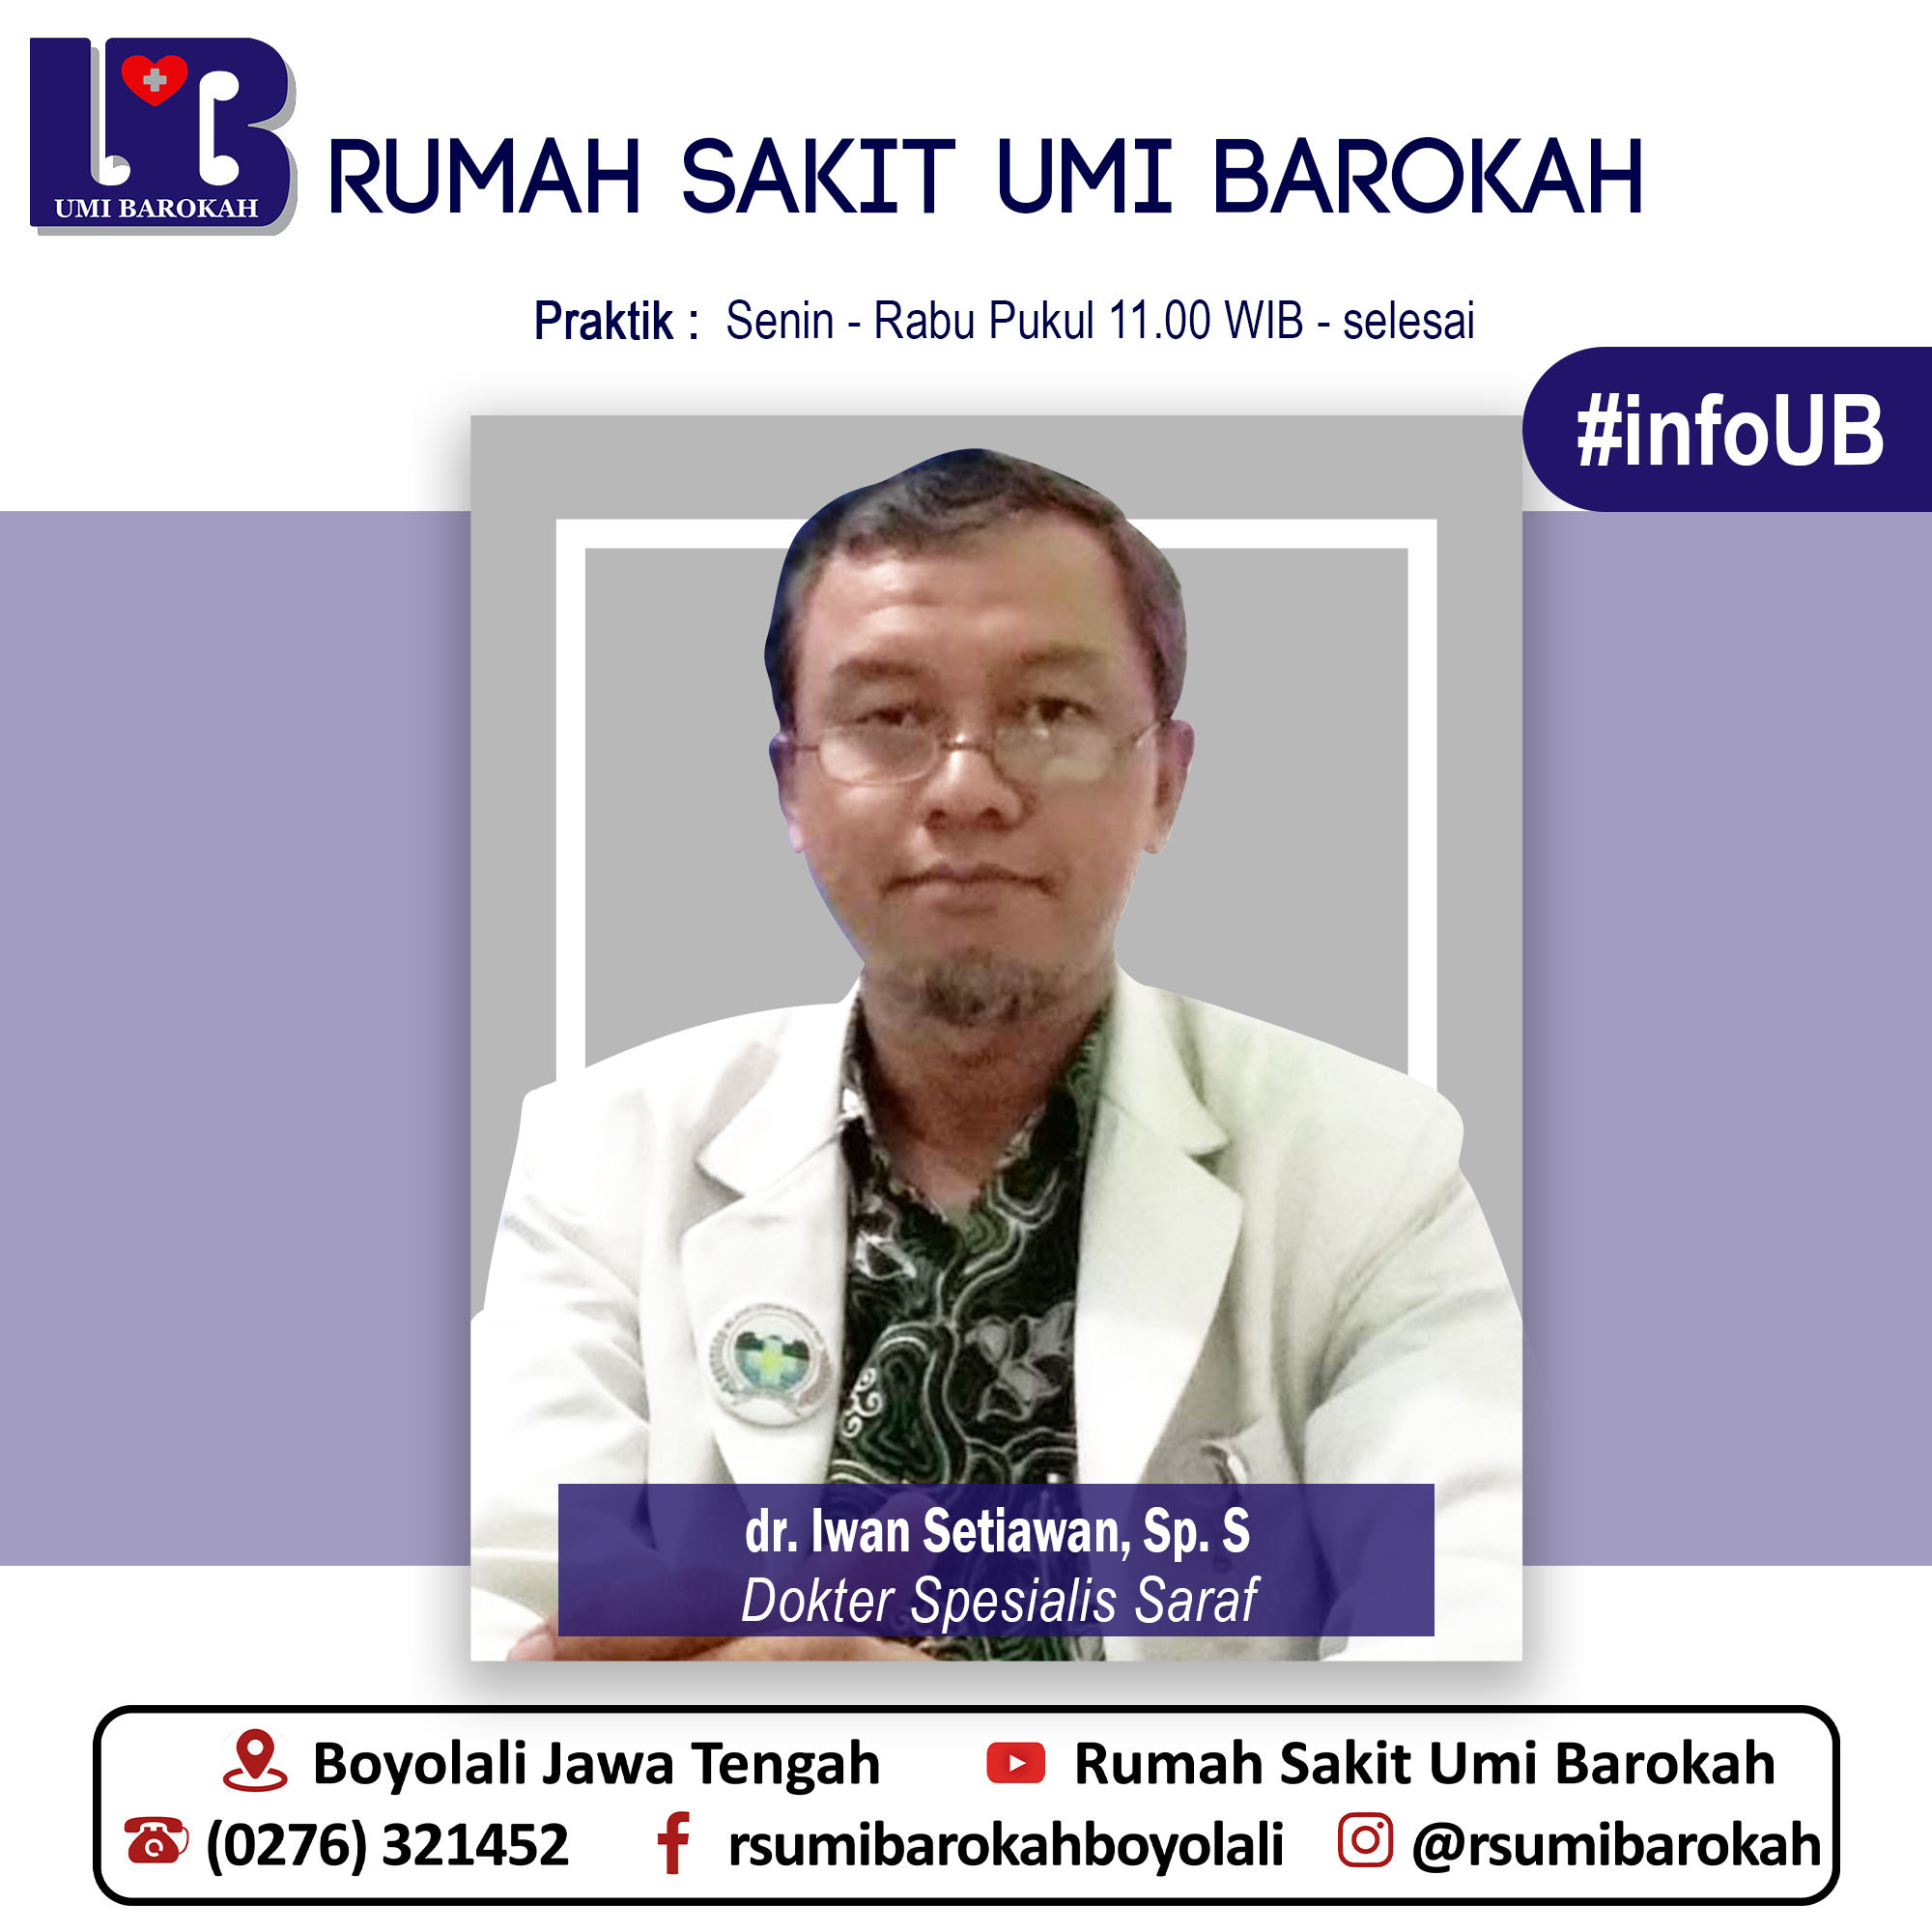 UMI BAROKAH
RUMAH SAKIT UMI BAROKAH
Praktik : Senin - Rabu Pukul 11.00 WIB - selesai
#infoUB
dr. Iwan Setiawan, Sp. S
Dokter Spesialis Saraf
Boyolali Jawa Tengah
Rumah Sakit Umi Barokah
(0276) 321452
rsumibarokahboyolali
@rsumibarokah